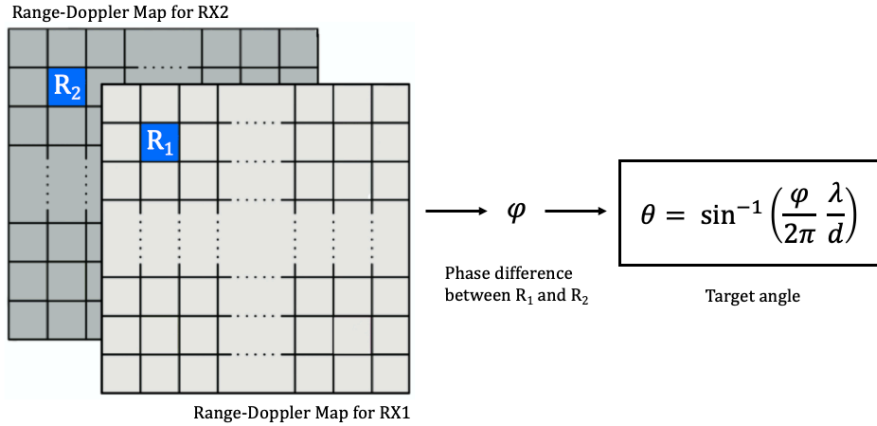 Range-Doppler Map for RX2
R₂
R₁
φ
θ = sin⁻¹(φ/2π λ/d)
Phase difference
between R₁ and R₂
Target angle
Range-Doppler Map for RX1